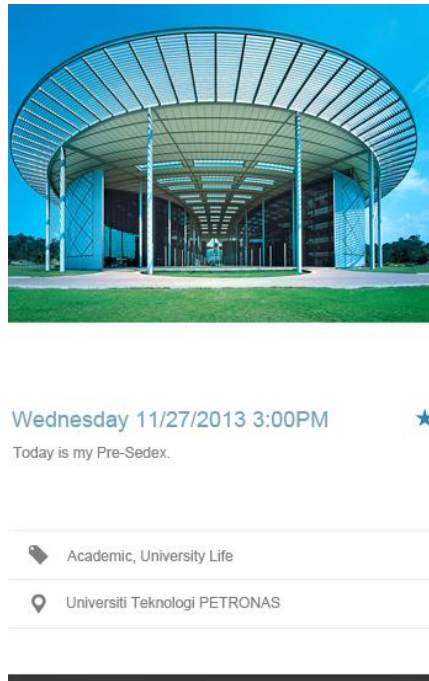 Wednesday 11/27/2013 3:00PM
Today is my Pre-Sedex.
Academic, University Life
Universiti Teknologi PETRONAS